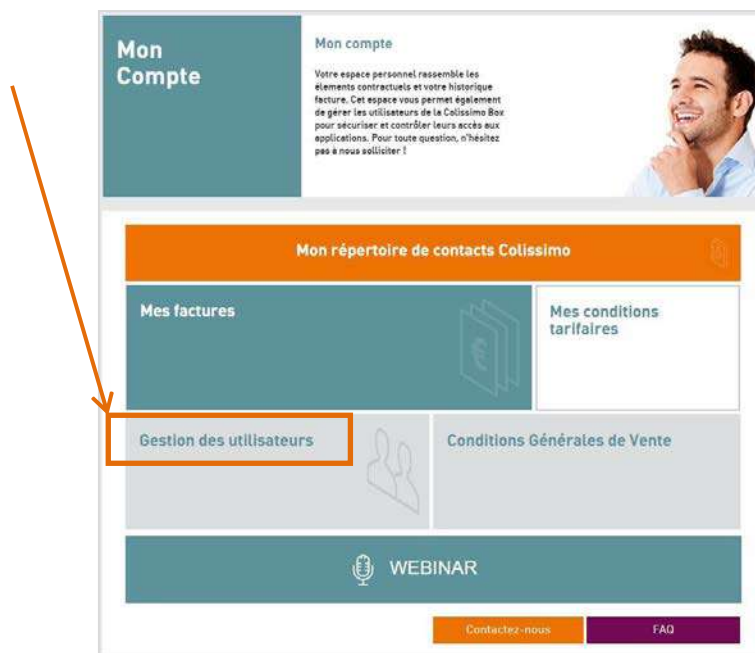 Mon
Compte
Mon compte
Votre espace personnel rassemble les
élements contractuels et votre historique
facture. Cet espace vous permet également
de gérer les utilisateurs de la Colissimo Box
pour sécuriser et contrôler leurs accès aux
applications. Pour toute question, n'hésitez
pas à nous solliciter !
Mon répertoire de contacts Colissimo
Mes factures
Mes conditions
tarifaires
Gestion des utilisateurs
Conditions Générales de Vente
WEBINAR
Contactez-nous
FAQ